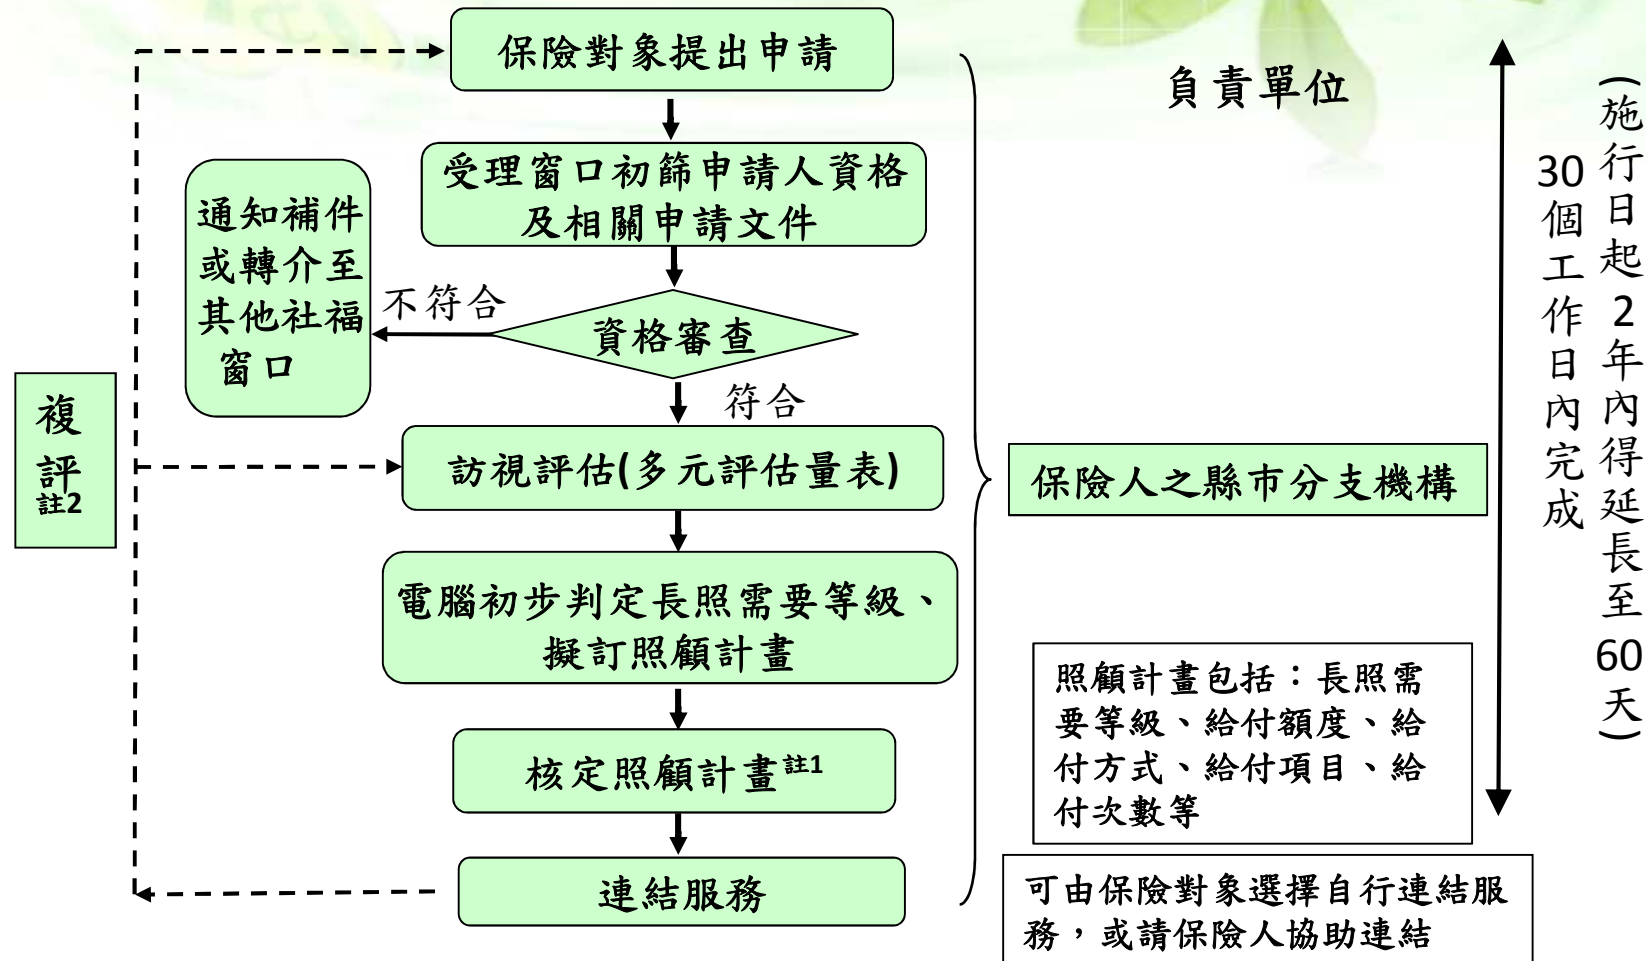 保險對象提出申請
負責單位
受理窗口初篩申請人資格
及相關申請文件
通知補件
或轉介至
其他社福
窗口
不符合
資格審查
符合
複
評
註2
訪視評估(多元評估量表)
保險人之縣市分支機構
電腦初步判定長照需要等級、
擬訂照顧計畫
照顧計畫包括：長照需
要等級、給付額度、給
付方式、給付項目、給
付次數等
核定照顧計畫註1
連結服務
可由保險對象選擇自行連結服
務，或請保險人協助連結
30個工作日內完成
(施行日起2年內得延長至60天)